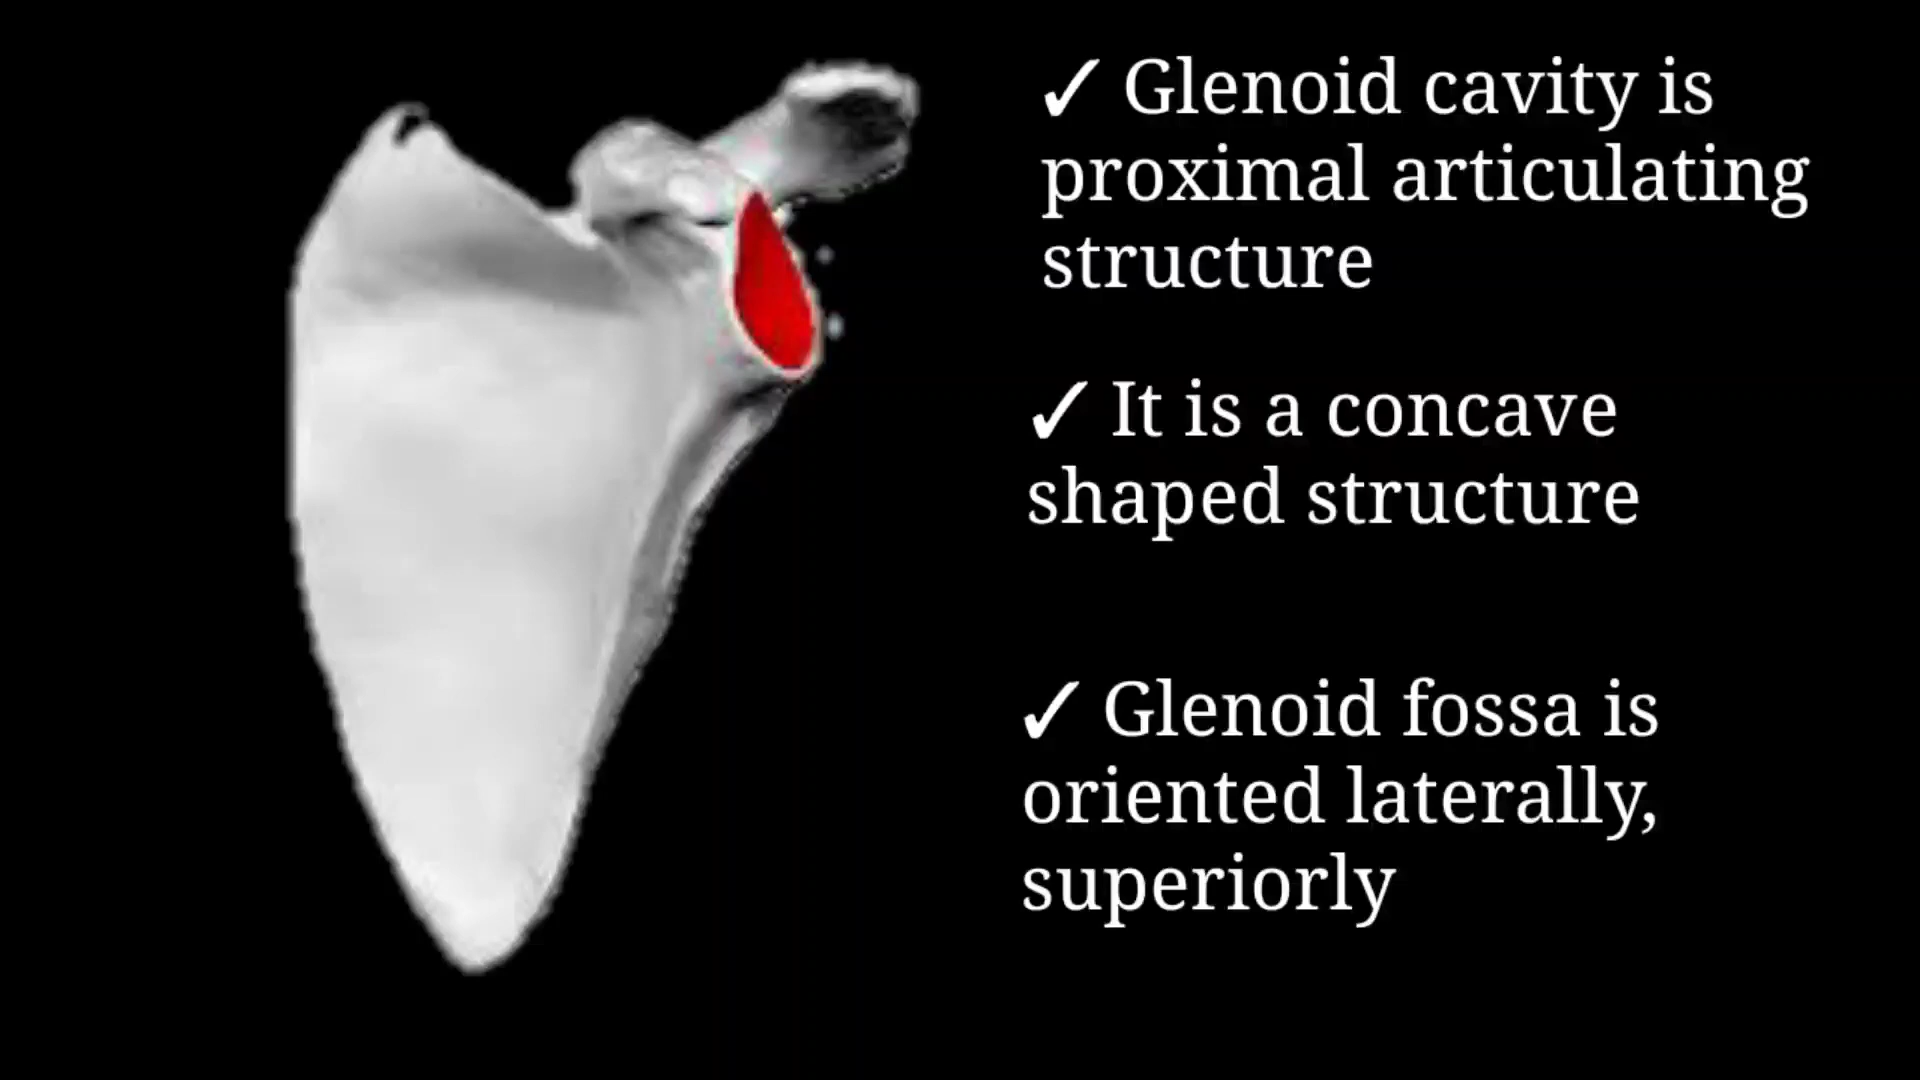 ✓ Glenoid cavity is
proximal articulating
structure
✓ It is a concave
shaped structure
✓ Glenoid fossa is
oriented laterally,
superiorly